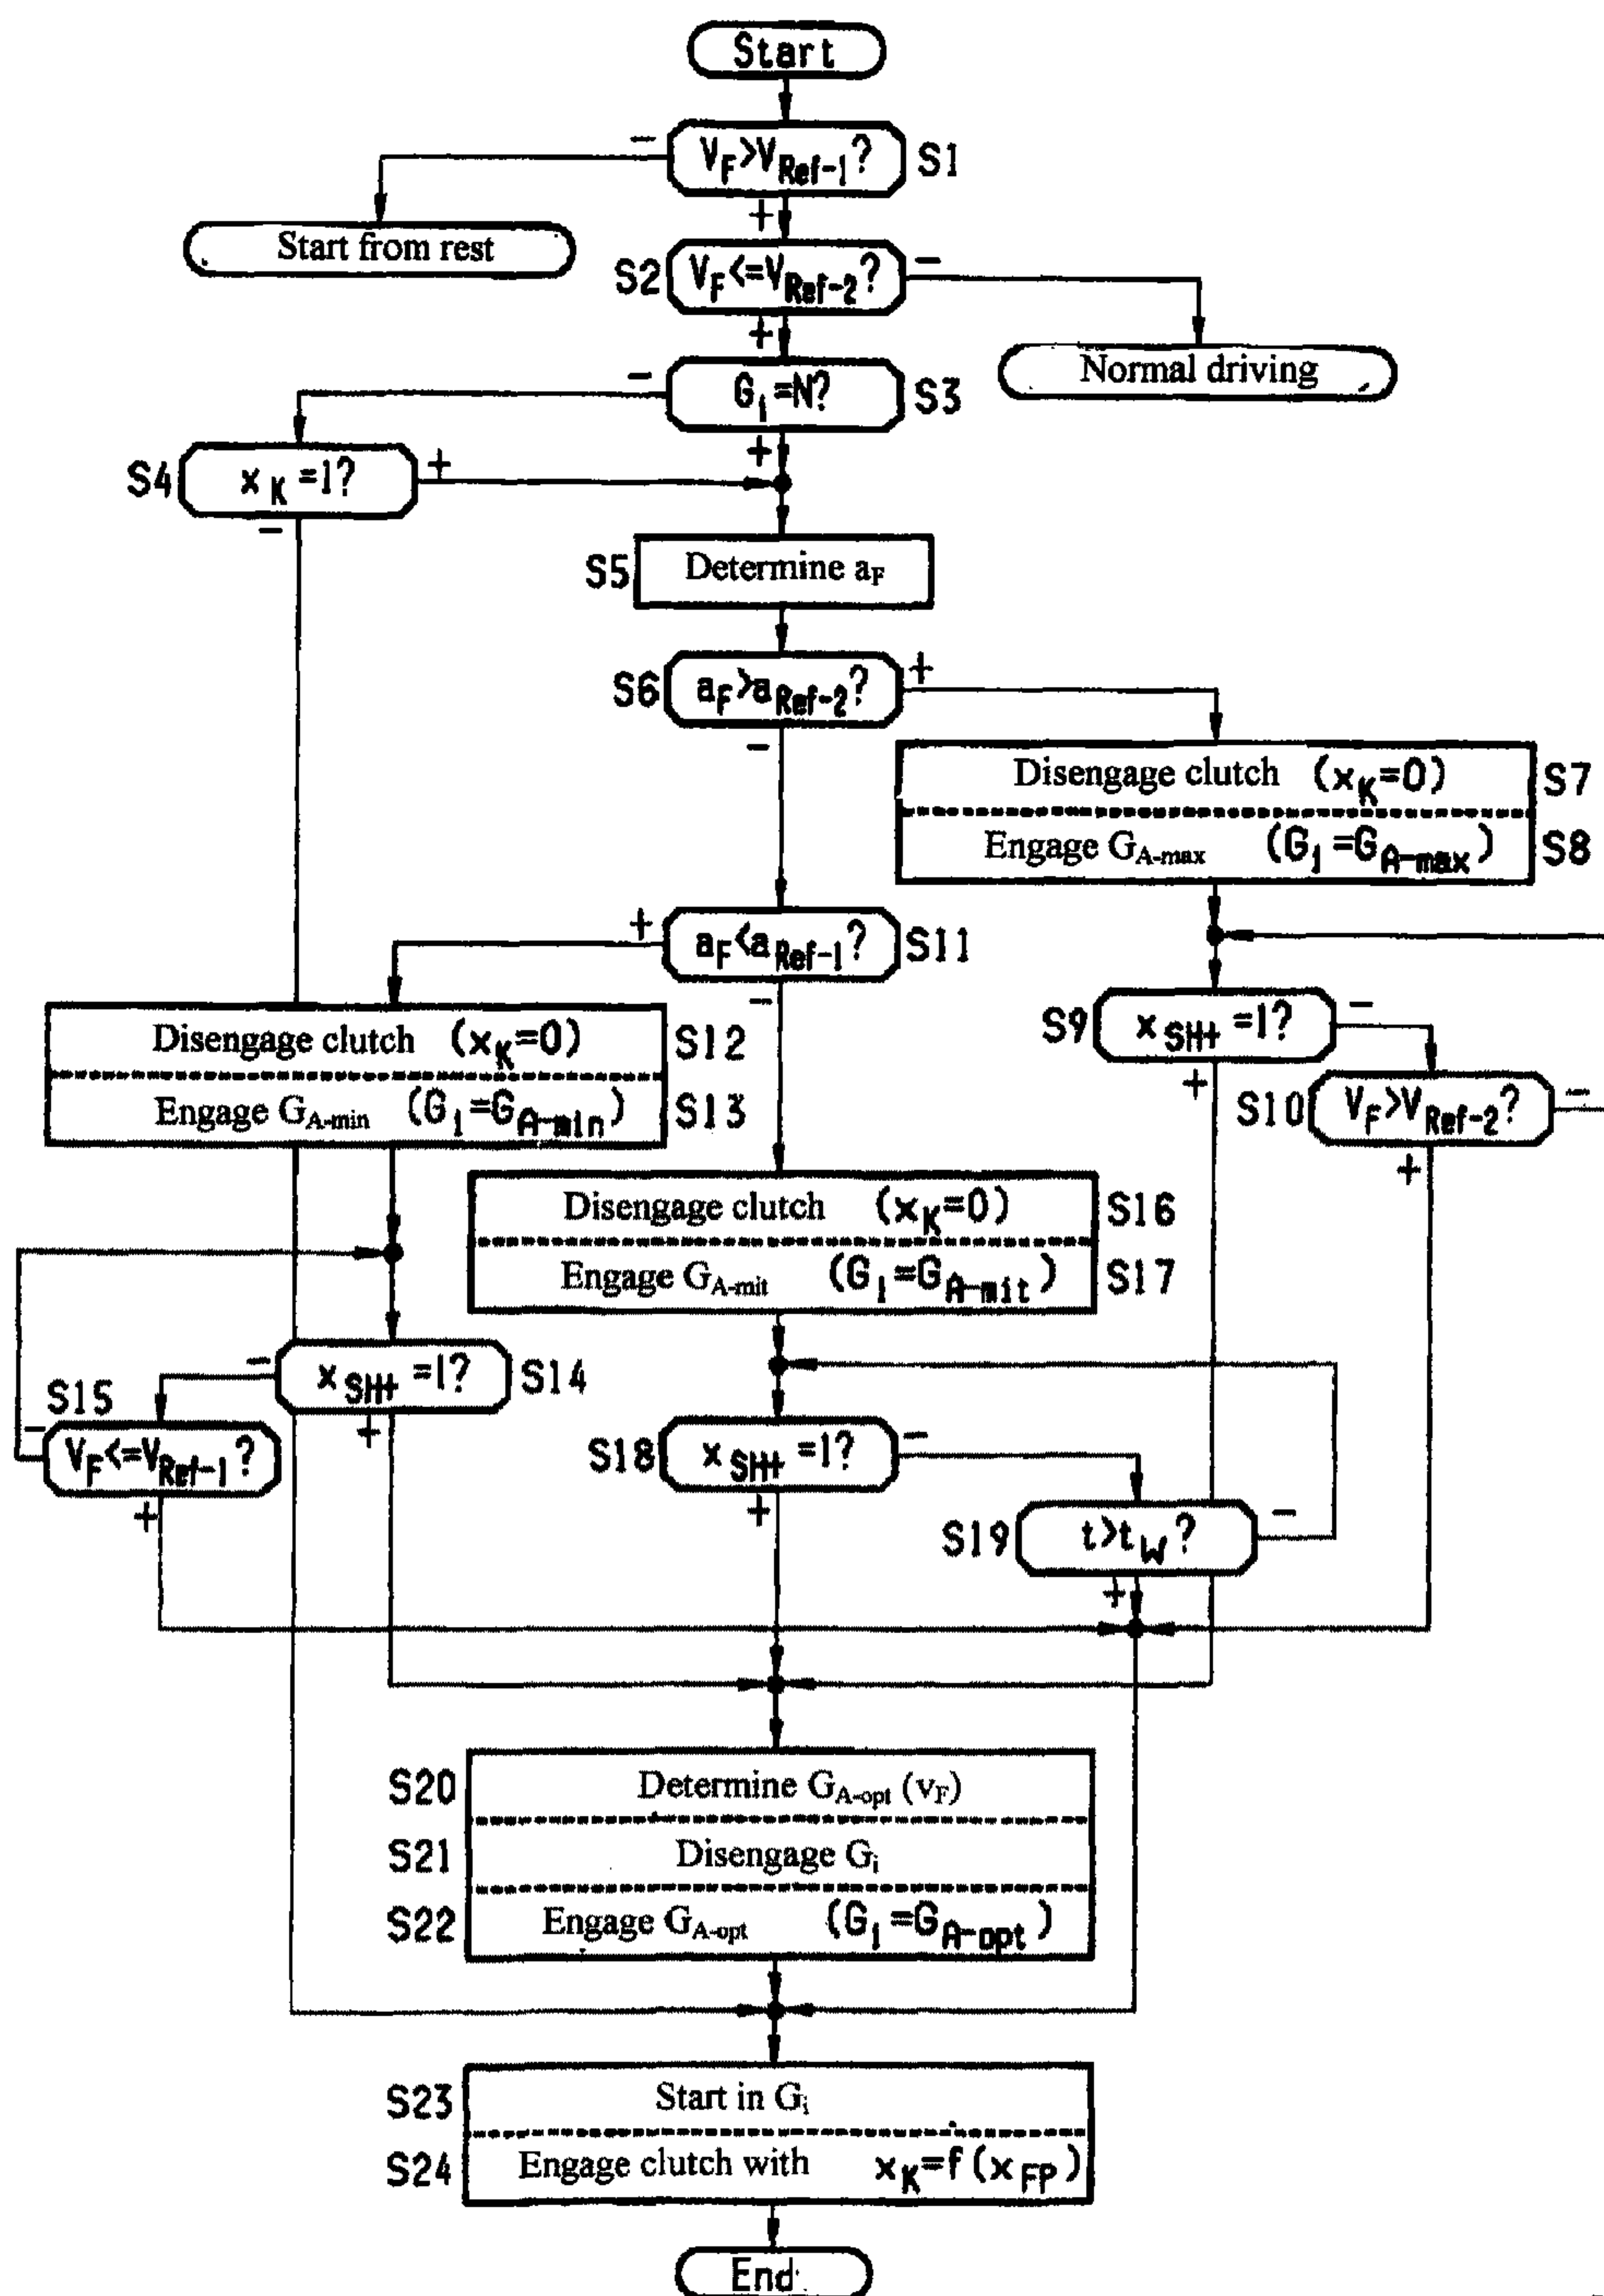 Start
V_F>V_Ref-1? S1
Start from rest
S2 V_F<=V_Ref-2?
Normal driving
G_i=N? S3
S4 x_K=1?
S5 Determine a_F
S6 a_F>a_Ref-2?
Disengage clutch (x_K=0) S7
Engage G_A-max (G_i=G_A-max) S8
a_F<a_Ref-1? S11
S9 x_SHt=1?
Disengage clutch (x_K=0) S12
Engage G_A-min (G_i=G_A-min) S13
S10 V_F>V_Ref-2?
Disengage clutch (x_K=0) S16
Engage G_A-mit (G_i=G_A-mit) S17
x_SHt=1? S14
S15
V_F<=V_Ref-1?
S18 x_SHt=1?
S19 t>t_W?
S20 Determine G_A-opt (v_F)
S21 Disengage G_i
S22 Engage G_A-opt (G_i=G_A-opt)
S23 Start in G_i
S24 Engage clutch with x_K=f(x_FP)
End